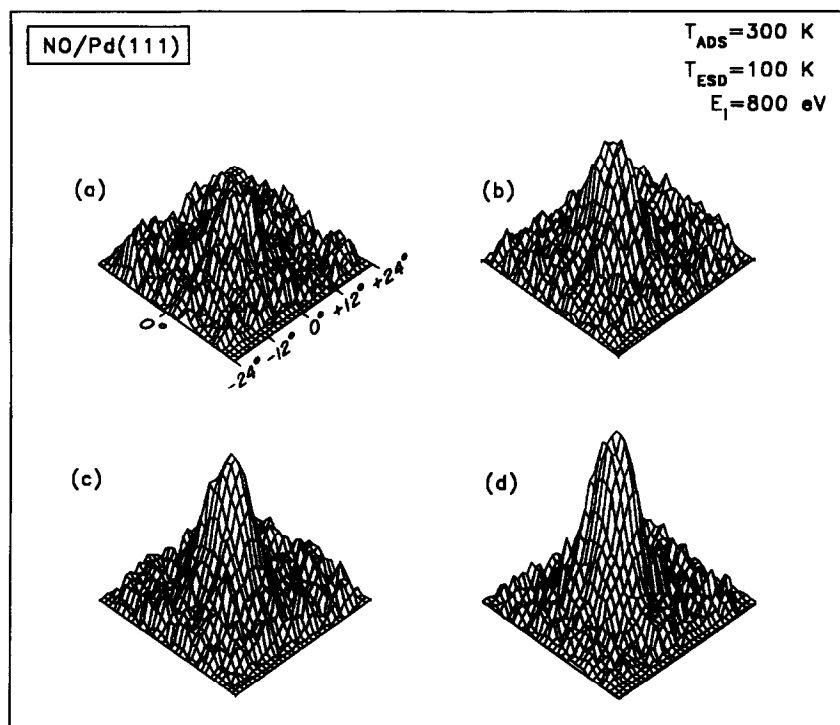 NO/Pd(111)
T_ADS=300 K
T_ESD=100 K
E_I=800 eV
(a)
(b)
0°
-24° -12° 0° +12° +24°
(c)
(d)